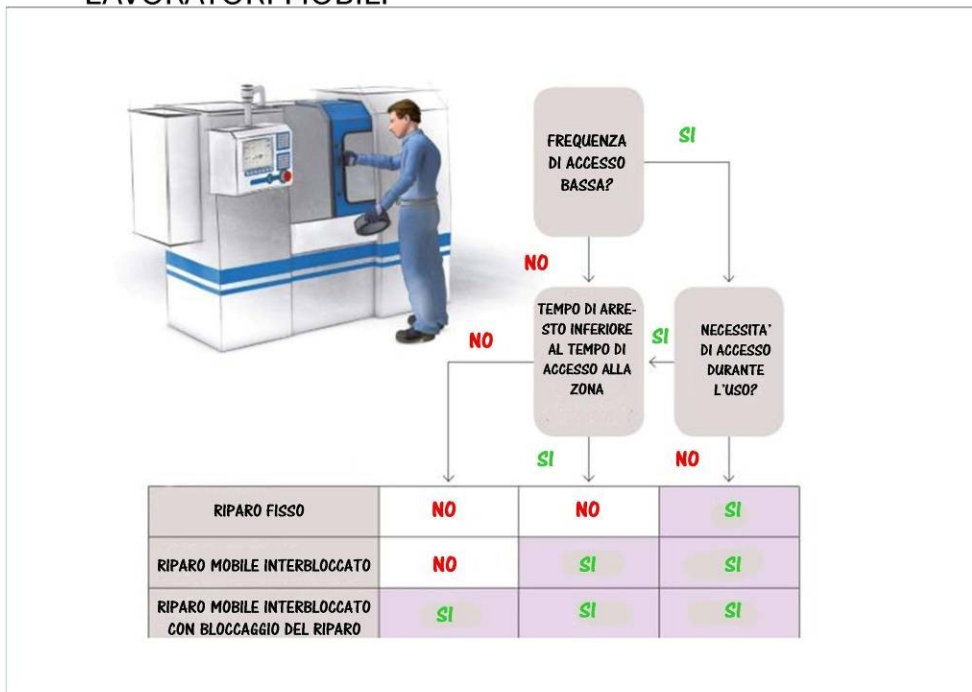 LAVORATORI MOBILI
FREQUENZA
DI ACCESSO
BASSA?
SI
NO
TEMPO DI ARRE-
STO INFERIORE
AL TEMPO DI
ACCESSO ALLA
ZONA
NO
SI
NECESSITA'
DI ACCESSO
DURANTE
L'USO?
SI
NO
RIPARO FISSO
NO
NO
SI
RIPARO MOBILE INTERBLOCCATO
NO
SI
SI
RIPARO MOBILE INTERBLOCCATO
CON BLOCCAGGIO DEL RIPARO
SI
SI
SI